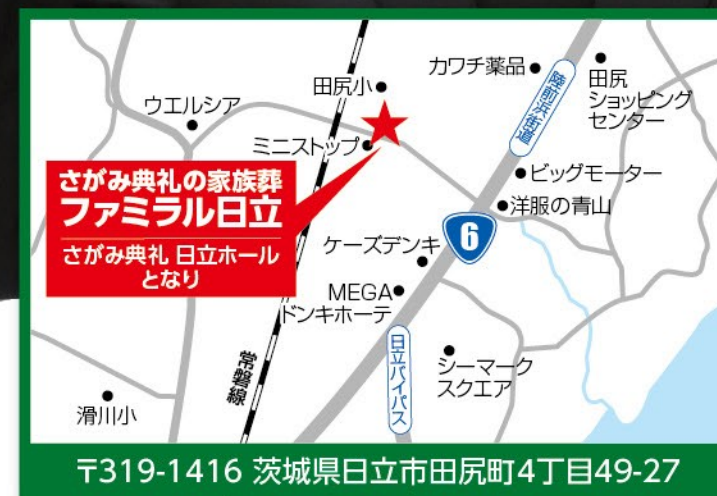 カワチ薬品
田尻小
陸前浜街道
田尻
ショッピング
センター
ウエルシア
ミニストップ
さがみ典礼の家族葬
ファミラル日立
さがみ典礼 日立ホール
となり
ビッグモーター
洋服の青山
6
ケーズデンキ
MEGA
ドンキホーテ
日立バイパス
シーマーク
スクエア
常磐線
滑川小
〒319-1416 茨城県日立市田尻町4丁目49-27